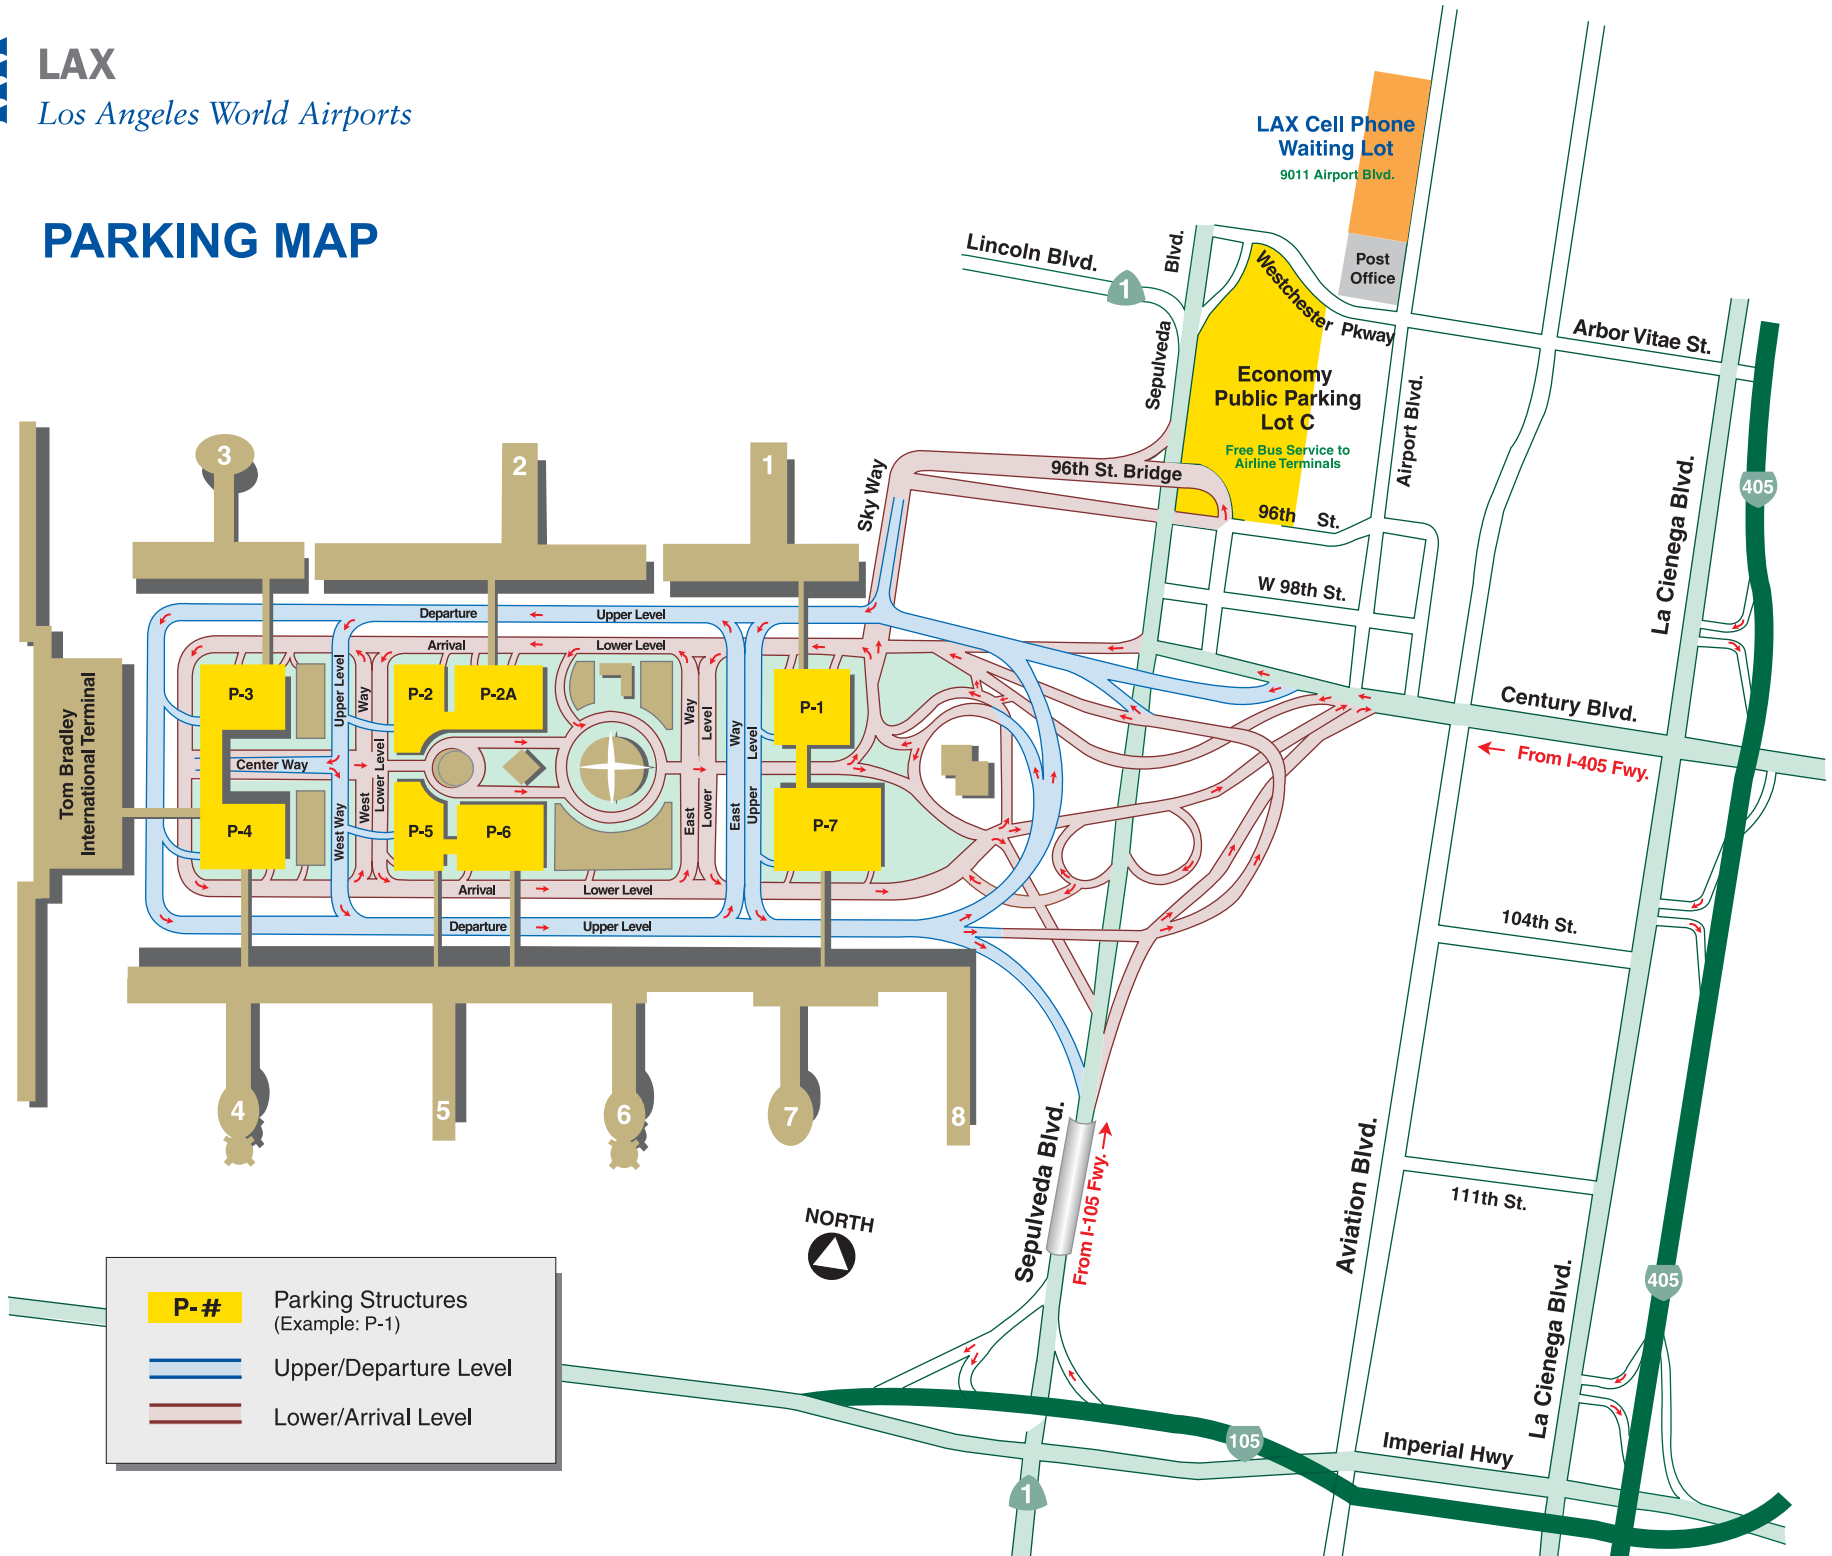 LAX
Los Angeles World Airports
PARKING MAP
LAX Cell Phone
Waiting Lot
9011 Airport Blvd.
Post
Office
Lincoln Blvd.
1
Sepulveda
Blvd.
Westchester Pkway
Arbor Vitae St.
Economy
Public Parking
Lot C
Free Bus Service to
Airline Terminals
Airport Blvd.
96th St. Bridge
96th St.
Sky Way
W 98th St.
La Cienega Blvd.
405
Century Blvd.
From I-405 Fwy.
3
2
1
Departure
Upper Level
Arrival
Lower Level
Tom Bradley
International Terminal
P-3
P-2
P-2A
P-1
Upper Level
Way
Lower Level
West
West Way
Center Way
Way
Level
East
Lower
Way
Level
East
Upper
P-4
P-5
P-6
P-7
Arrival
Lower Level
Departure
Upper Level
4
5
6
7
8
104th St.
111th St.
Sepulveda Blvd.
From I-105 Fwy.
Aviation Blvd.
La Cienega Blvd.
405
NORTH
P-#
Parking Structures
(Example: P-1)
Upper/Departure Level
Lower/Arrival Level
105
Imperial Hwy
1